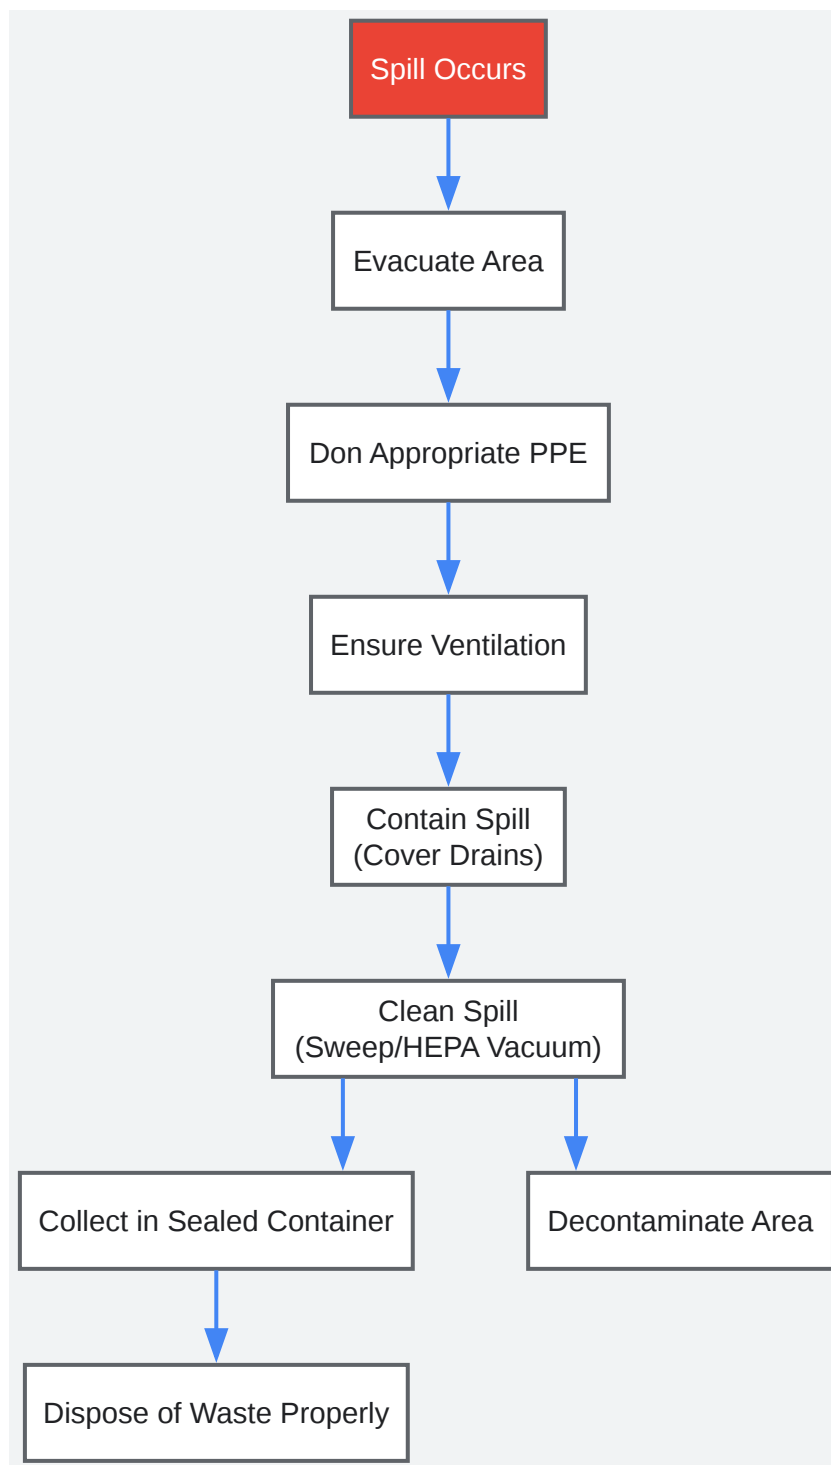 Spill Occurs
Evacuate Area
Don Appropriate PPE
Ensure Ventilation
Contain Spill
(Cover Drains)
Clean Spill
(Sweep/HEPA Vacuum)
Collect in Sealed Container
Decontaminate Area
Dispose of Waste Properly